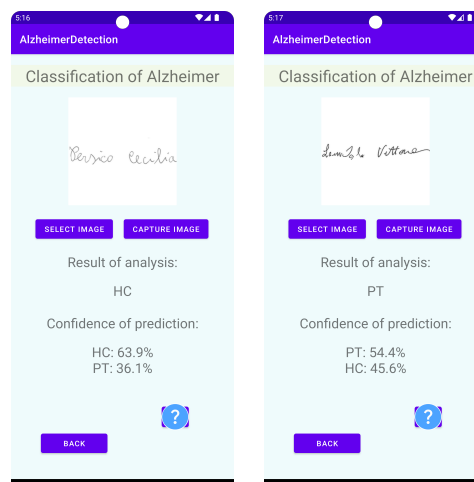 5:16
AlzheimerDetection
Classification of Alzheimer
Persico Cecilia
SELECT IMAGE CAPTURE IMAGE
Result of analysis:
HC
Confidence of prediction:
HC: 63.9%
PT: 36.1%
?
BACK
5:17
AlzheimerDetection
Classification of Alzheimer
Vittore
SELECT IMAGE CAPTURE IMAGE
Result of analysis:
PT
Confidence of prediction:
PT: 54.4%
HC: 45.6%
?
BACK